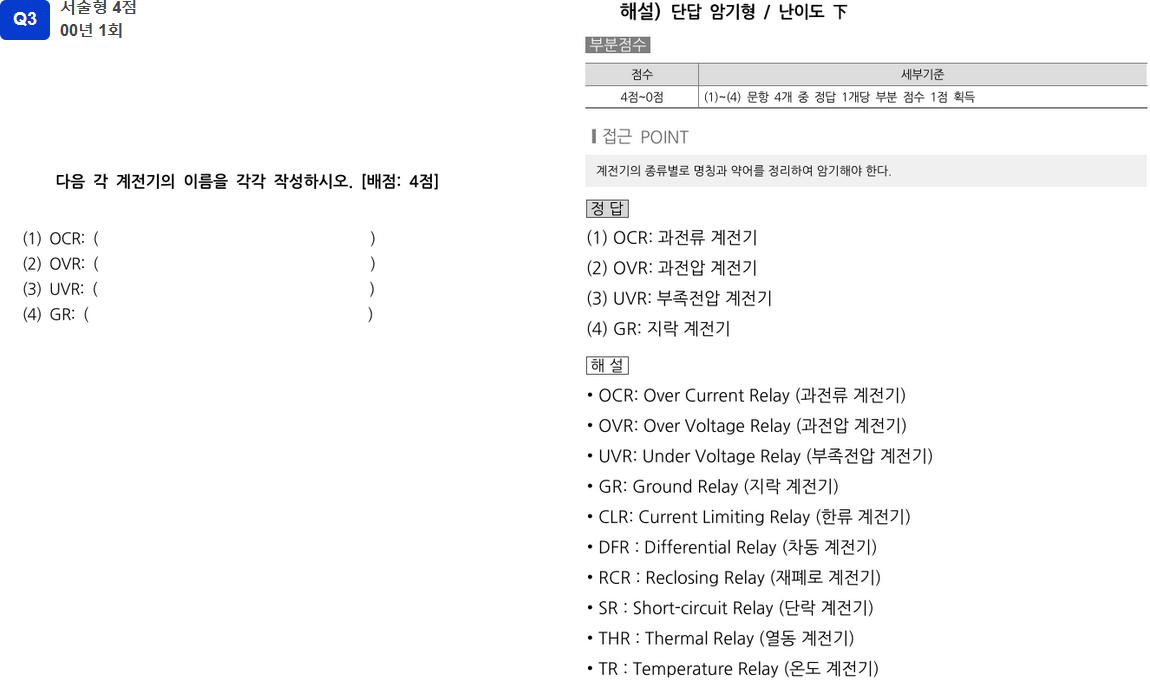 Q3
서술형 4점
00년 1회
다음 각 계전기의 이름을 각각 작성하시오. [배점: 4점]
(1) OCR: ( )
(2) OVR: ( )
(3) UVR: ( )
(4) GR: ( )
해설) 단답 암기형 / 난이도 下
부분점수
점수 세부기준
4점~0점 (1)~(4) 문항 4개 중 정답 1개당 부분 점수 1점 획득
접근 POINT
계전기의 종류별로 명칭과 약어를 정리하여 암기해야 한다.
정 답
(1) OCR: 과전류 계전기
(2) OVR: 과전압 계전기
(3) UVR: 부족전압 계전기
(4) GR: 지락 계전기
해 설
• OCR: Over Current Relay (과전류 계전기)
• OVR: Over Voltage Relay (과전압 계전기)
• UVR: Under Voltage Relay (부족전압 계전기)
• GR: Ground Relay (지락 계전기)
• CLR: Current Limiting Relay (한류 계전기)
• DFR : Differential Relay (차동 계전기)
• RCR : Reclosing Relay (재폐로 계전기)
• SR : Short-circuit Relay (단락 계전기)
• THR : Thermal Relay (열동 계전기)
• TR : Temperature Relay (온도 계전기)